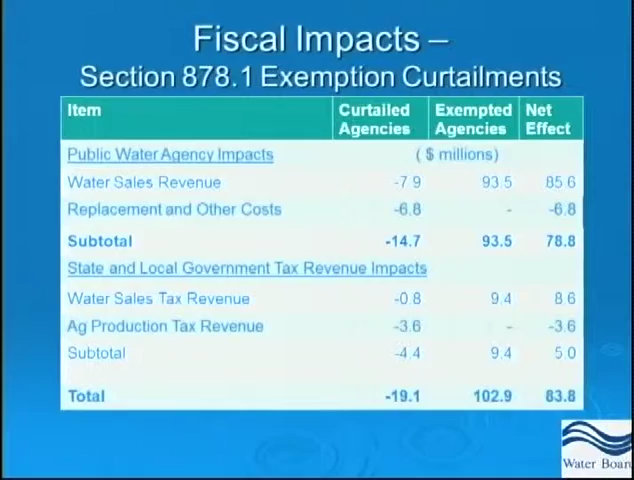 Fiscal Impacts –
Section 878.1 Exemption Curtailments
Item Curtailed Agencies Exempted Agencies Net Effect
Public Water Agency Impacts ( $ millions)
Water Sales Revenue -7.9 93.5 85.6
Replacement and Other Costs -6.8 - -6.8
Subtotal -14.7 93.5 78.8
State and Local Government Tax Revenue Impacts
Water Sales Tax Revenue -0.8 9.4 8.6
Ag Production Tax Revenue -3.6 - -3.6
Subtotal -4.4 9.4 5.0
Total -19.1 102.9 83.8
Water Boar